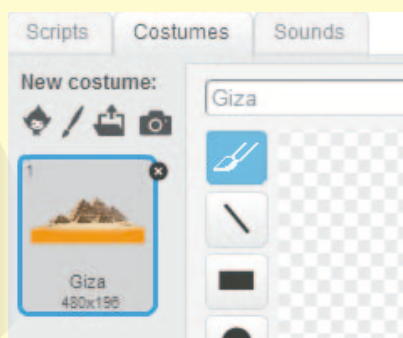 Scripts Costumes Sounds
New costume:
Giza
1
Giza
480x196